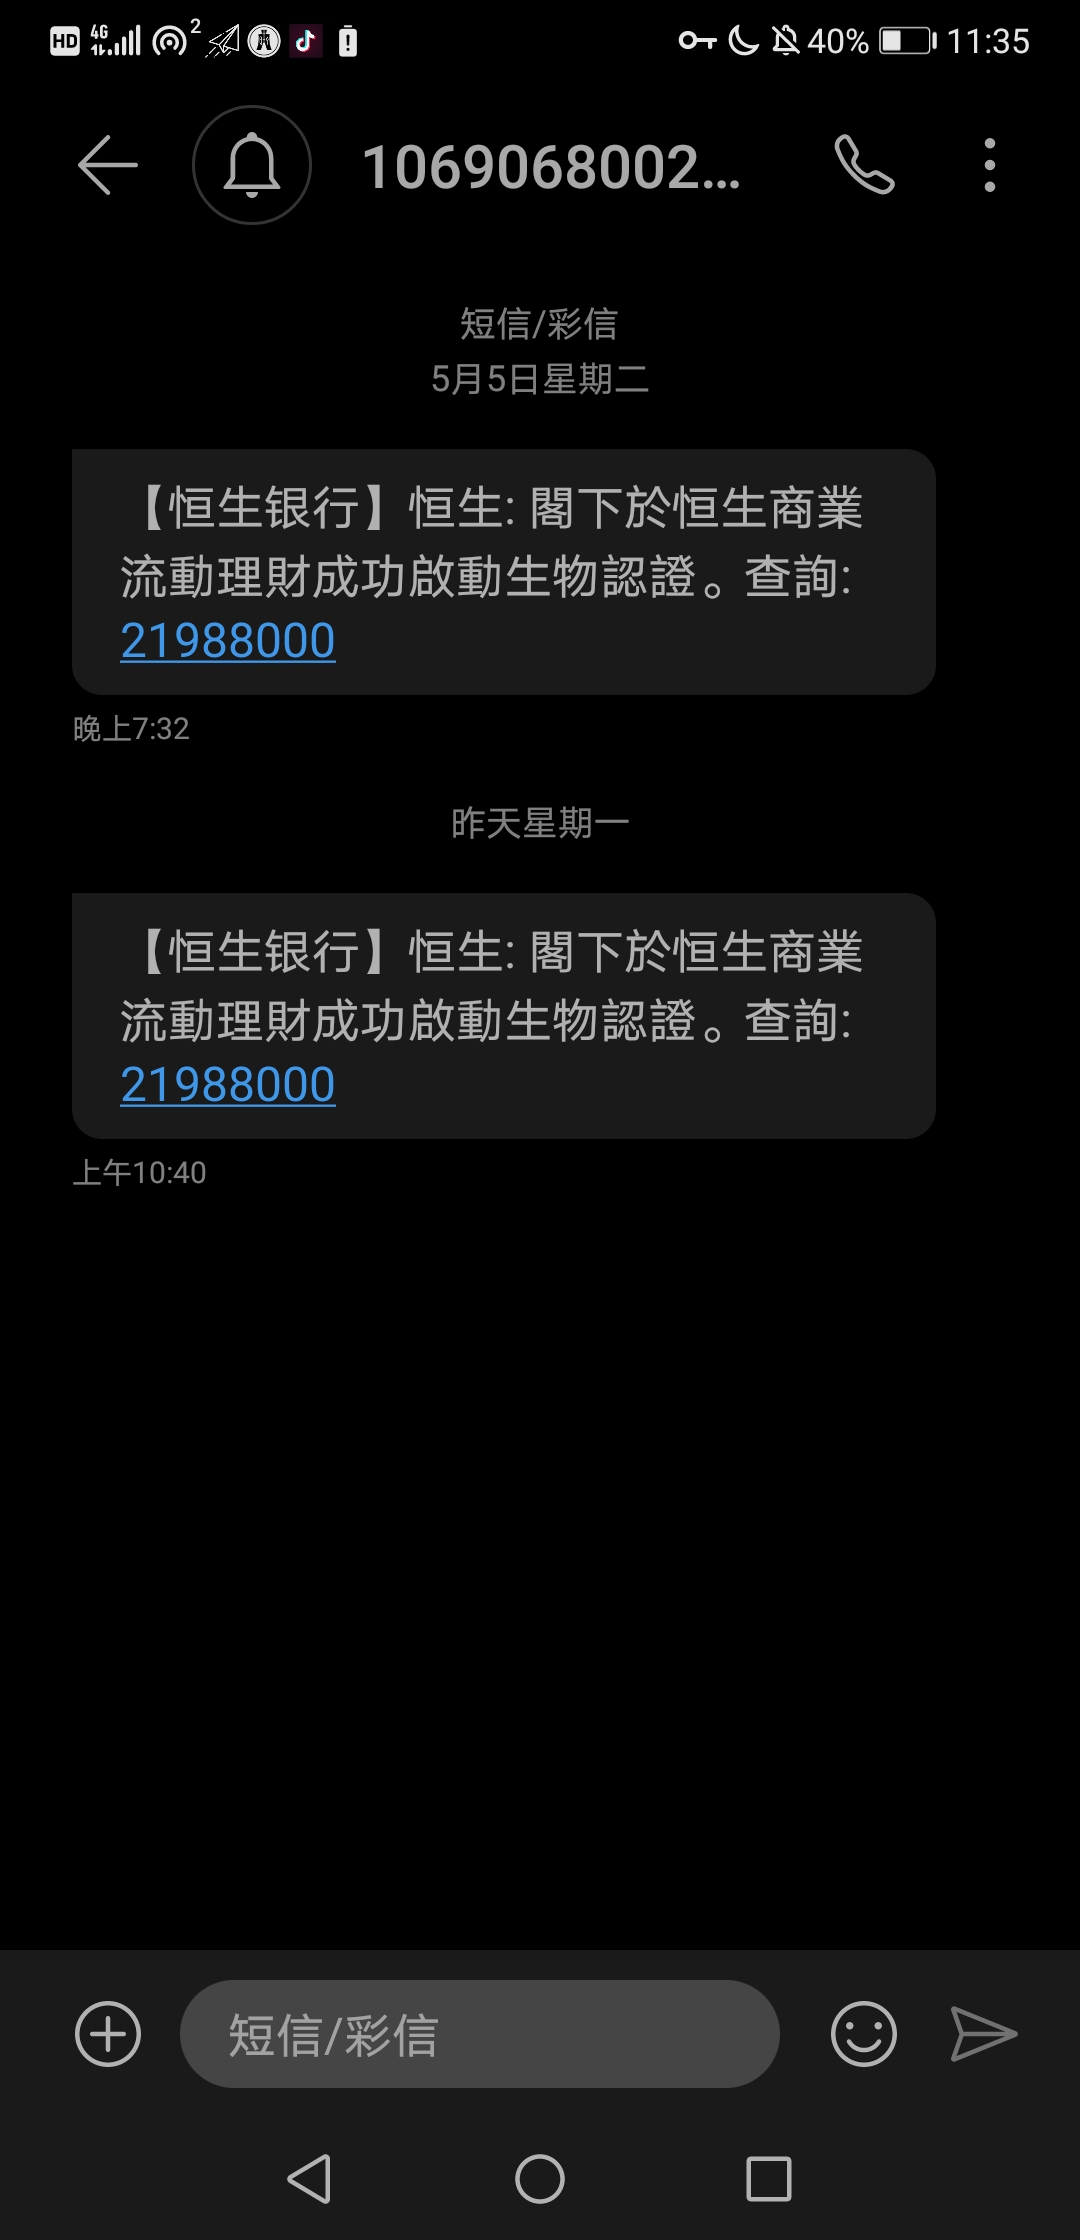 HD 4G 2 40% 11:35
1069068002...
短信/彩信
5月5日星期二
【恒生银行】恒生: 閣下於恒生商業
流動理財成功啟動生物認證。查詢:
21988000
晚上7:32
昨天星期一
【恒生银行】恒生: 閣下於恒生商業
流動理財成功啟動生物認證。查詢:
21988000
上午10:40
短信/彩信